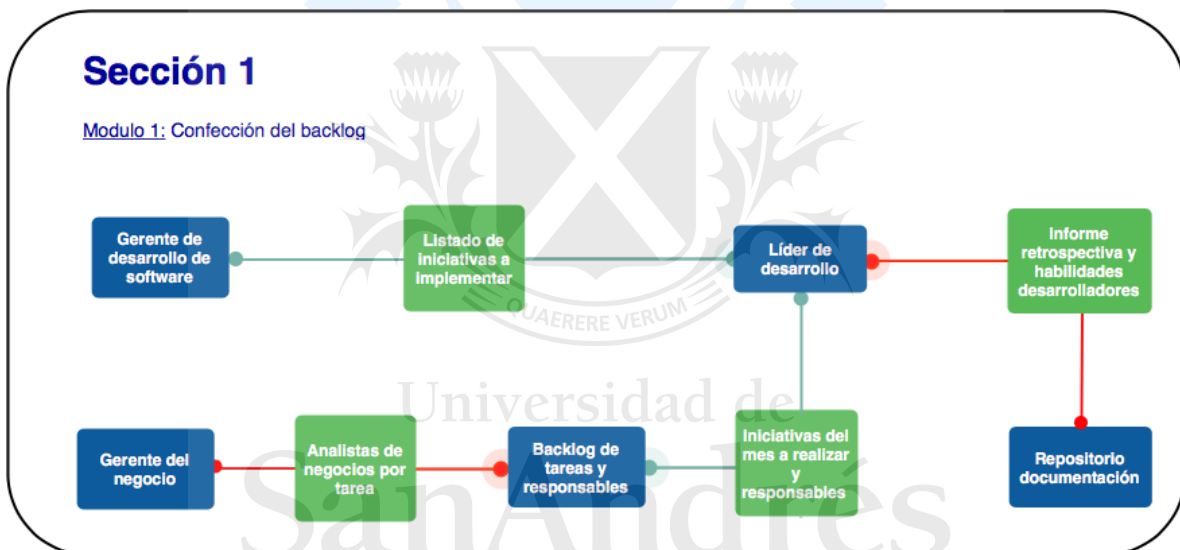 Sección 1
Modulo 1: Confección del backlog
Gerente de
desarrollo de
software
Listado de
iniciativas a
implementar
Líder de
desarrollo
Informe
retrospectiva y
habilidades
desarrolladores
QUAERERE VERUM
Universidad de
SanAndrés
Gerente del
negocio
Analistas de
negocios por
tarea
Backlog de
tareas y
responsables
Iniciativas del
mes a realizar
y
responsables
Repositorio
documentación